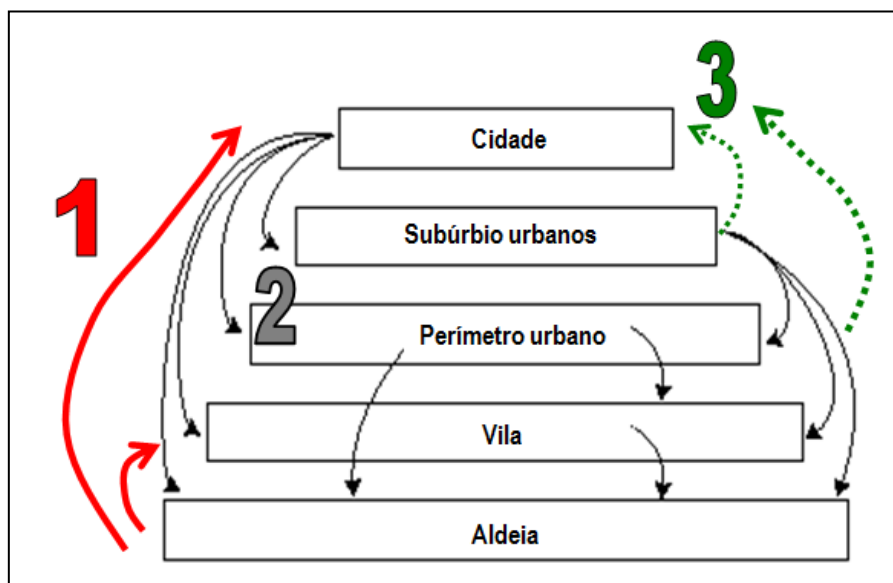 3
Cidade
1
Subúrbio urbanos
2
Perímetro urbano
Vila
Aldeia